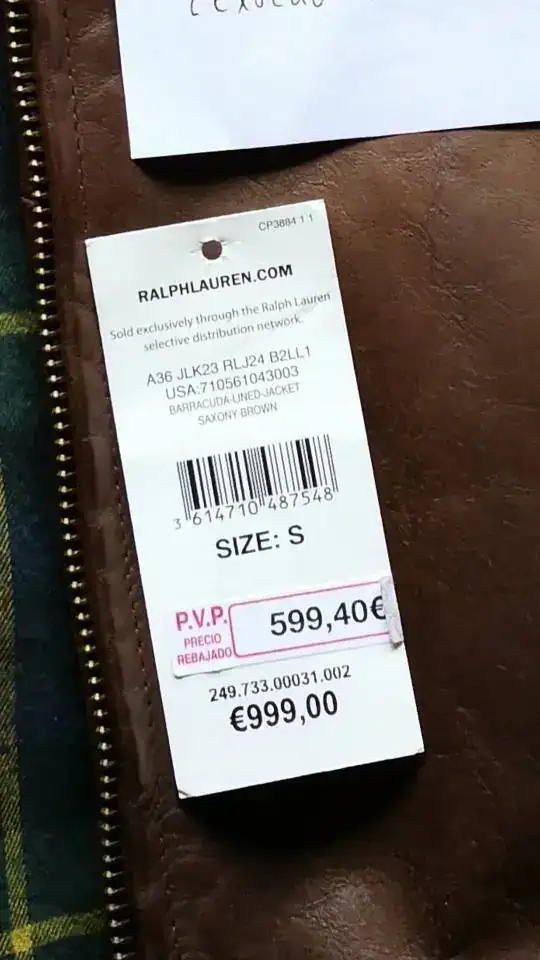 CP3884 1 1
RALPHLAUREN.COM
Sold exclusively through the Ralph Lauren
selective distribution network.
A36 JLK23 RLJ24 B2LL1
USA:710561043003
BARRACUDA-LINED-JACKET
SAXONY BROWN
3 614710 487548
SIZE: S
P.V.P. 599,40€
PRECIO
REBAJADO
249.733.00031.002
€999,00